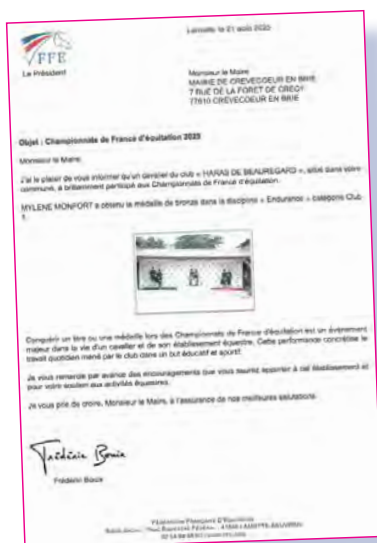 FFE
Le Président
Lamotte, le 21 août 2023
Monsieur le Maire
MAIRIE DE CREVECOEUR EN BRIE
7 RUE DE LA FORET DE CRECY
77610 CREVECOEUR EN BRIE
Objet : Championnats de France d'équitation 2023
Monsieur le Maire,
J'ai le plaisir de vous informer qu'un cavalier du club « HARAS DE BEAUREGARD », situé dans votre
commune, a brillamment participé aux Championnats de France d'équitation.
MYLENE MONFORT a obtenu la médaille de bronze dans la discipline « Endurance » catégorie Club
1.
Conquérir un titre ou une médaille lors des Championnats de France d'équitation est un évènement
majeur dans la vie d'un cavalier et de son établissement équestre. Cette performance concrétise le
travail quotidien mené par le club dans un but éducatif et sportif.
Je vous remercie par avance des encouragements que vous saurez apporter à cet établissement et
pour votre soutien aux activités équestres.
Je vous prie de croire, Monsieur le Maire, à l'assurance de nos meilleures salutations.
Frédéric Bouix
Frédéric Bouix
Fédération Française d'Equitation